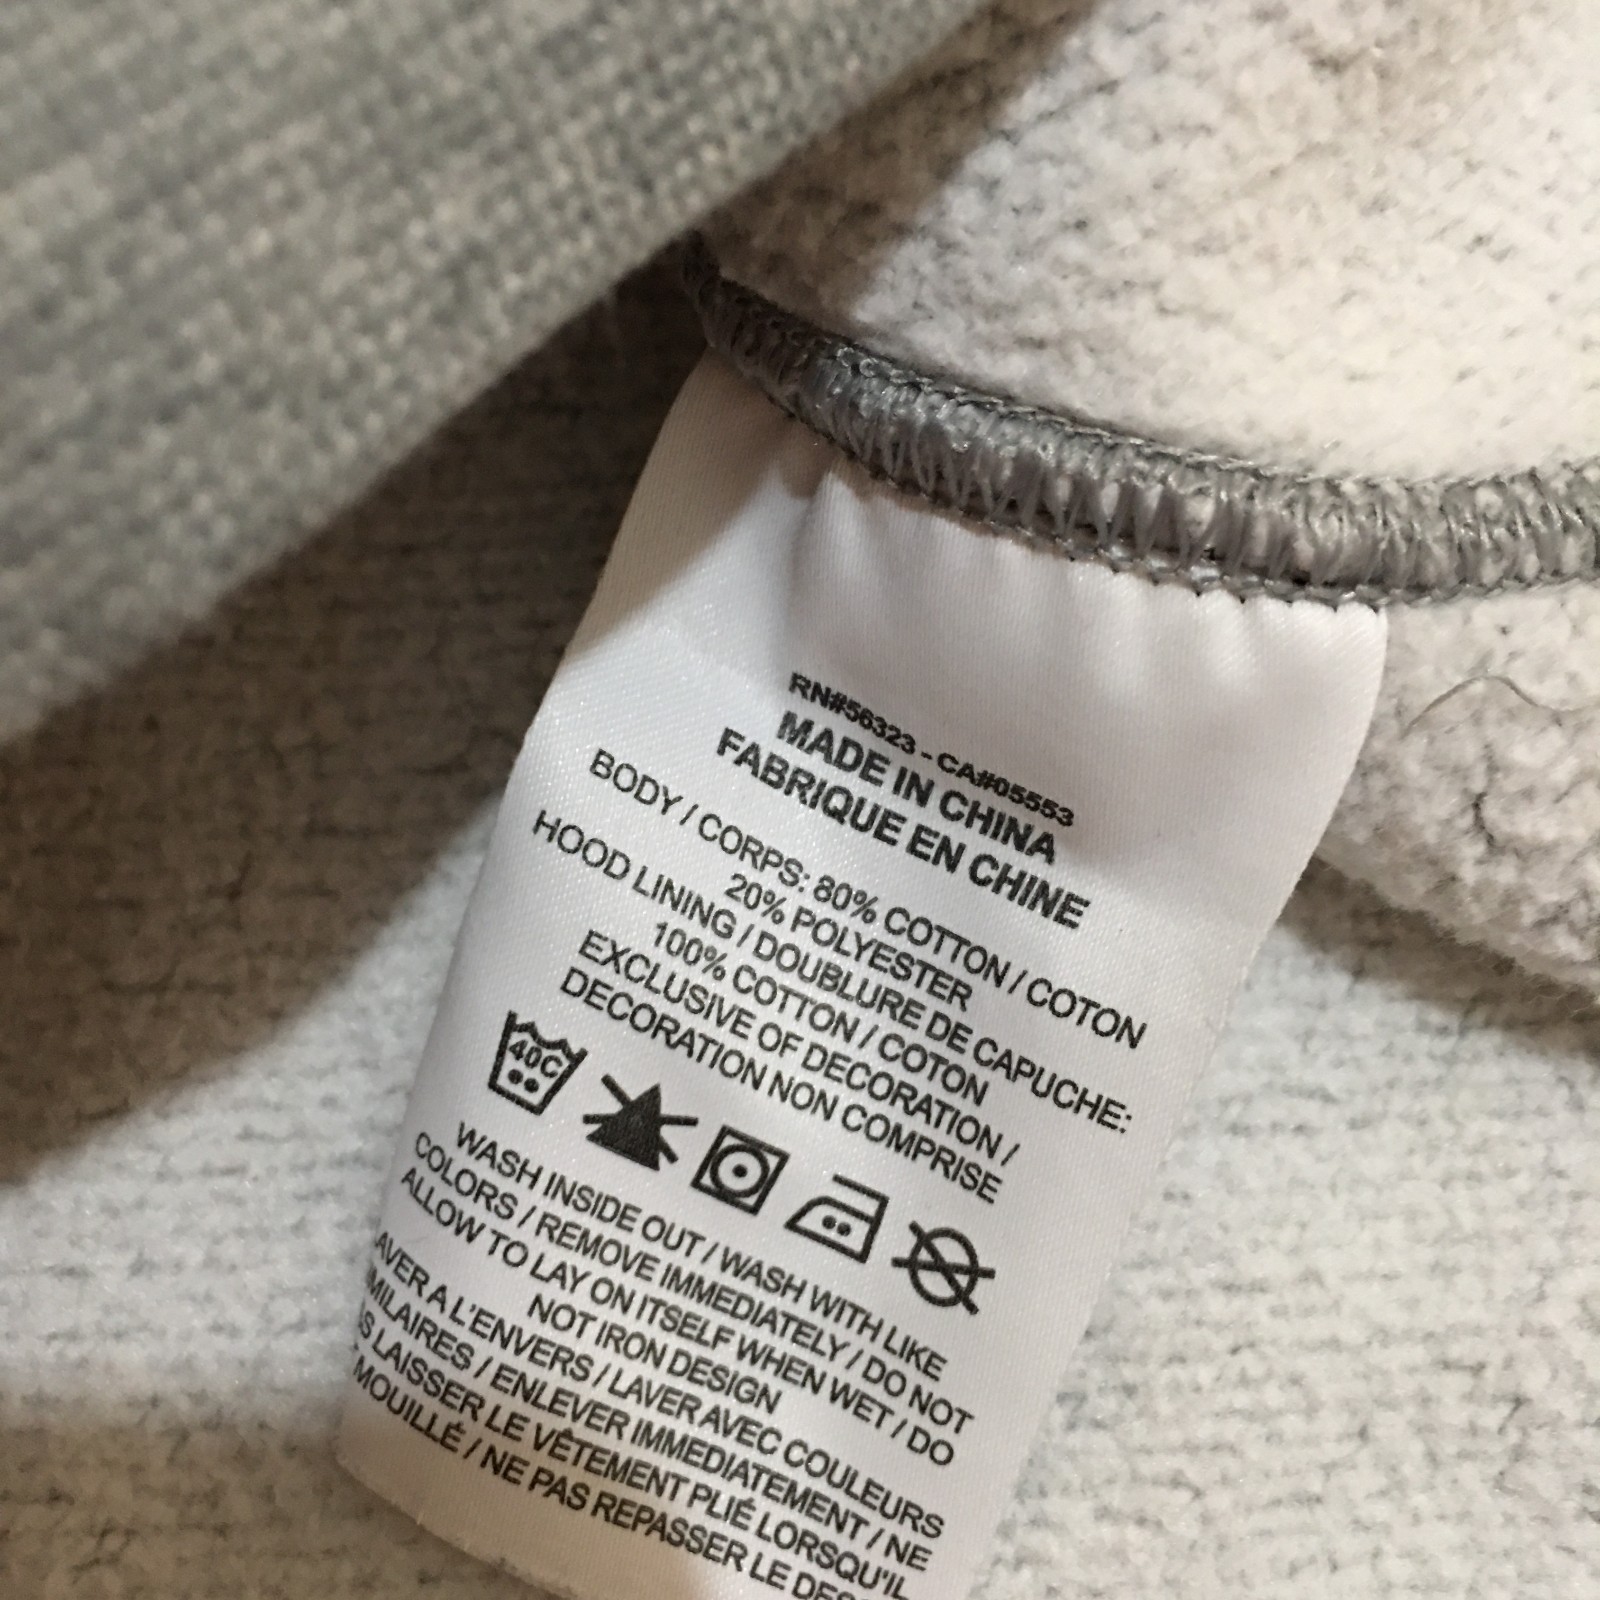 RN#56323 - CA#05553
MADE IN CHINA
FABRIQUE EN CHINE
BODY / CORPS: 80% COTTON / COTON
20% POLYESTER
HOOD LINING / DOUBLURE DE CAPUCHE:
100% COTTON / COTON
EXCLUSIVE OF DECORATION /
DECORATION NON COMPRISE
40C
WASH INSIDE OUT / WASH WITH LIKE
COLORS / REMOVE IMMEDIATELY / DO NOT
ALLOW TO LAY ON ITSELF WHEN WET / DO
NOT IRON DESIGN
AVER A L'ENVERS / LAVER AVEC COULEURS
MILAIRES / ENLEVER IMMEDIATEMENT / NE
S LAISSER LE VÊTEMENT PLIÉ LORSQU'IL
MOUILLÉ / NE PAS REPASSER LE DES